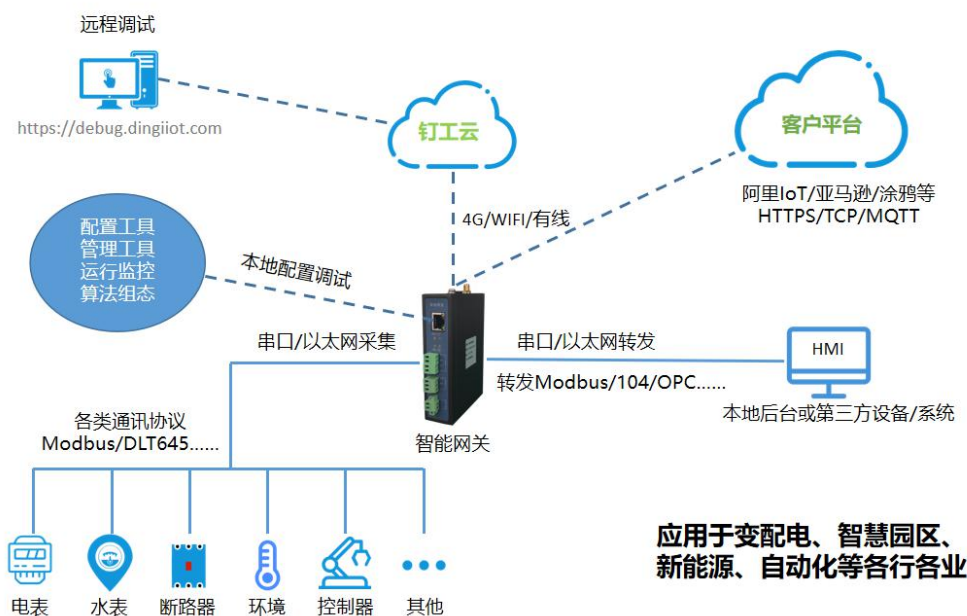 远程调试
https://debug.dingiiot.com
钉工云
客户平台
阿里IoT/亚马逊/涂鸦等
HTTPS/TCP/MQTT
4G/WIFI/有线
配置工具
管理工具
运行监控
算法组态
本地配置调试
串口/以太网采集
串口/以太网转发
HMI
转发Modbus/104/OPC......
本地后台或第三方设备/系统
各类通讯协议
Modbus/DLT645......
智能网关
应用于变配电、智慧园区、
新能源、自动化等各行各业
电表
水表
断路器
环境
控制器
其他